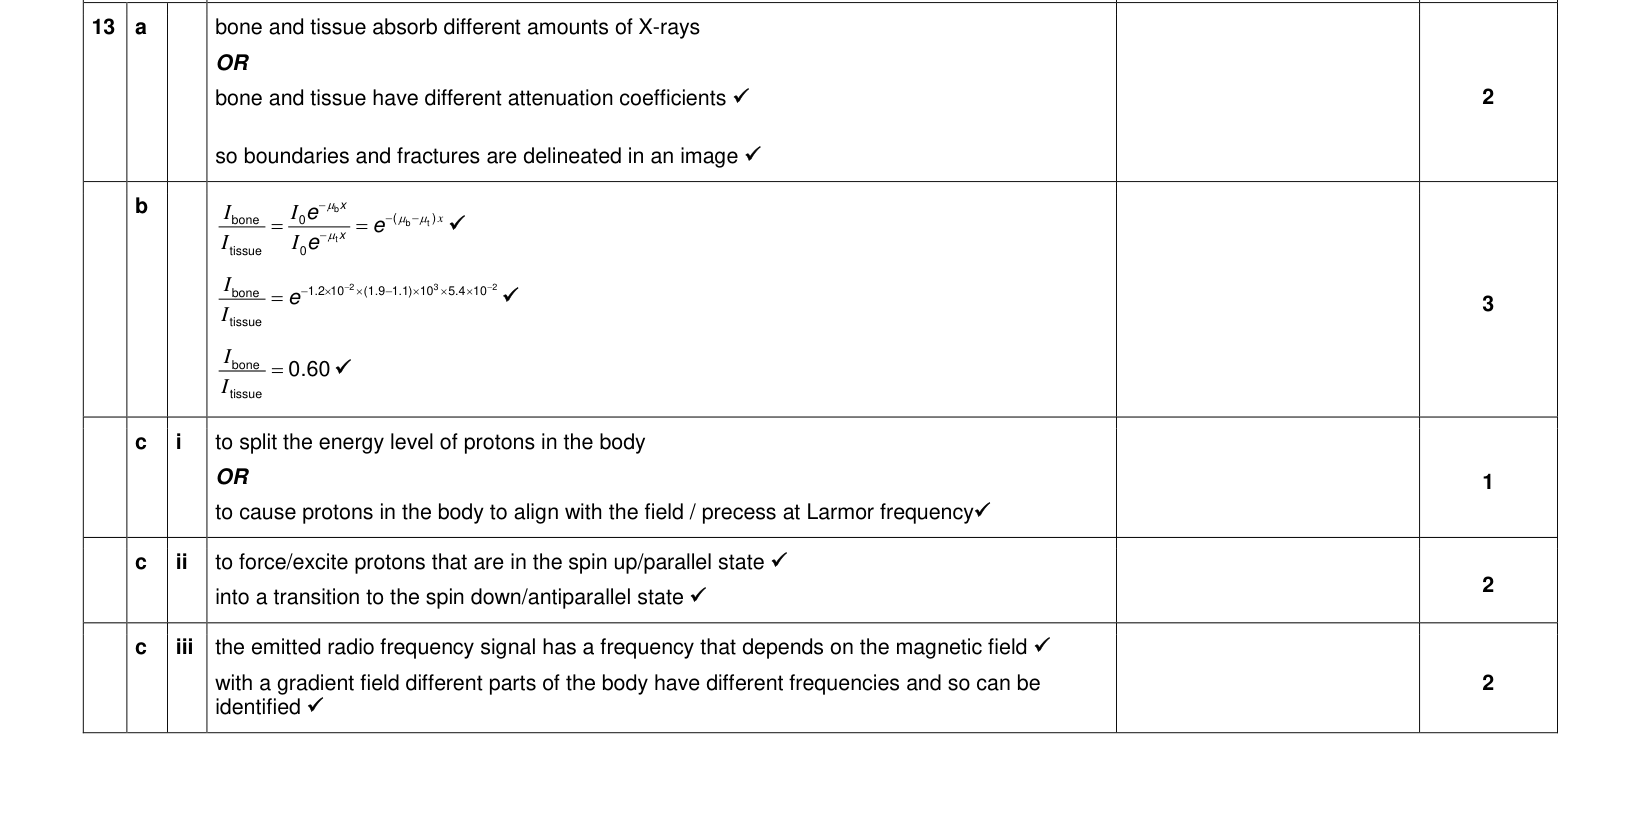 13 a bone and tissue absorb different amounts of X-rays
OR
bone and tissue have different attenuation coefficients ✓
2
so boundaries and fractures are delineated in an image ✓
b
I_bone / I_tissue = I_0 e^{−μ_b x} / I_0 e^{−μ_t x} = e^{−(μ_b−μ_t)x} ✓
I_bone / I_tissue = e^{−1.2×10^{−2}×(1.9−1.1)×10^3×5.4×10^{−2}} ✓
3
I_bone / I_tissue = 0.60 ✓
c i to split the energy level of protons in the body
OR
1
to cause protons in the body to align with the field / precess at Larmor frequency✓
c ii to force/excite protons that are in the spin up/parallel state ✓
2
into a transition to the spin down/antiparallel state ✓
c iii the emitted radio frequency signal has a frequency that depends on the magnetic field ✓
with a gradient field different parts of the body have different frequencies and so can be
2
identified ✓